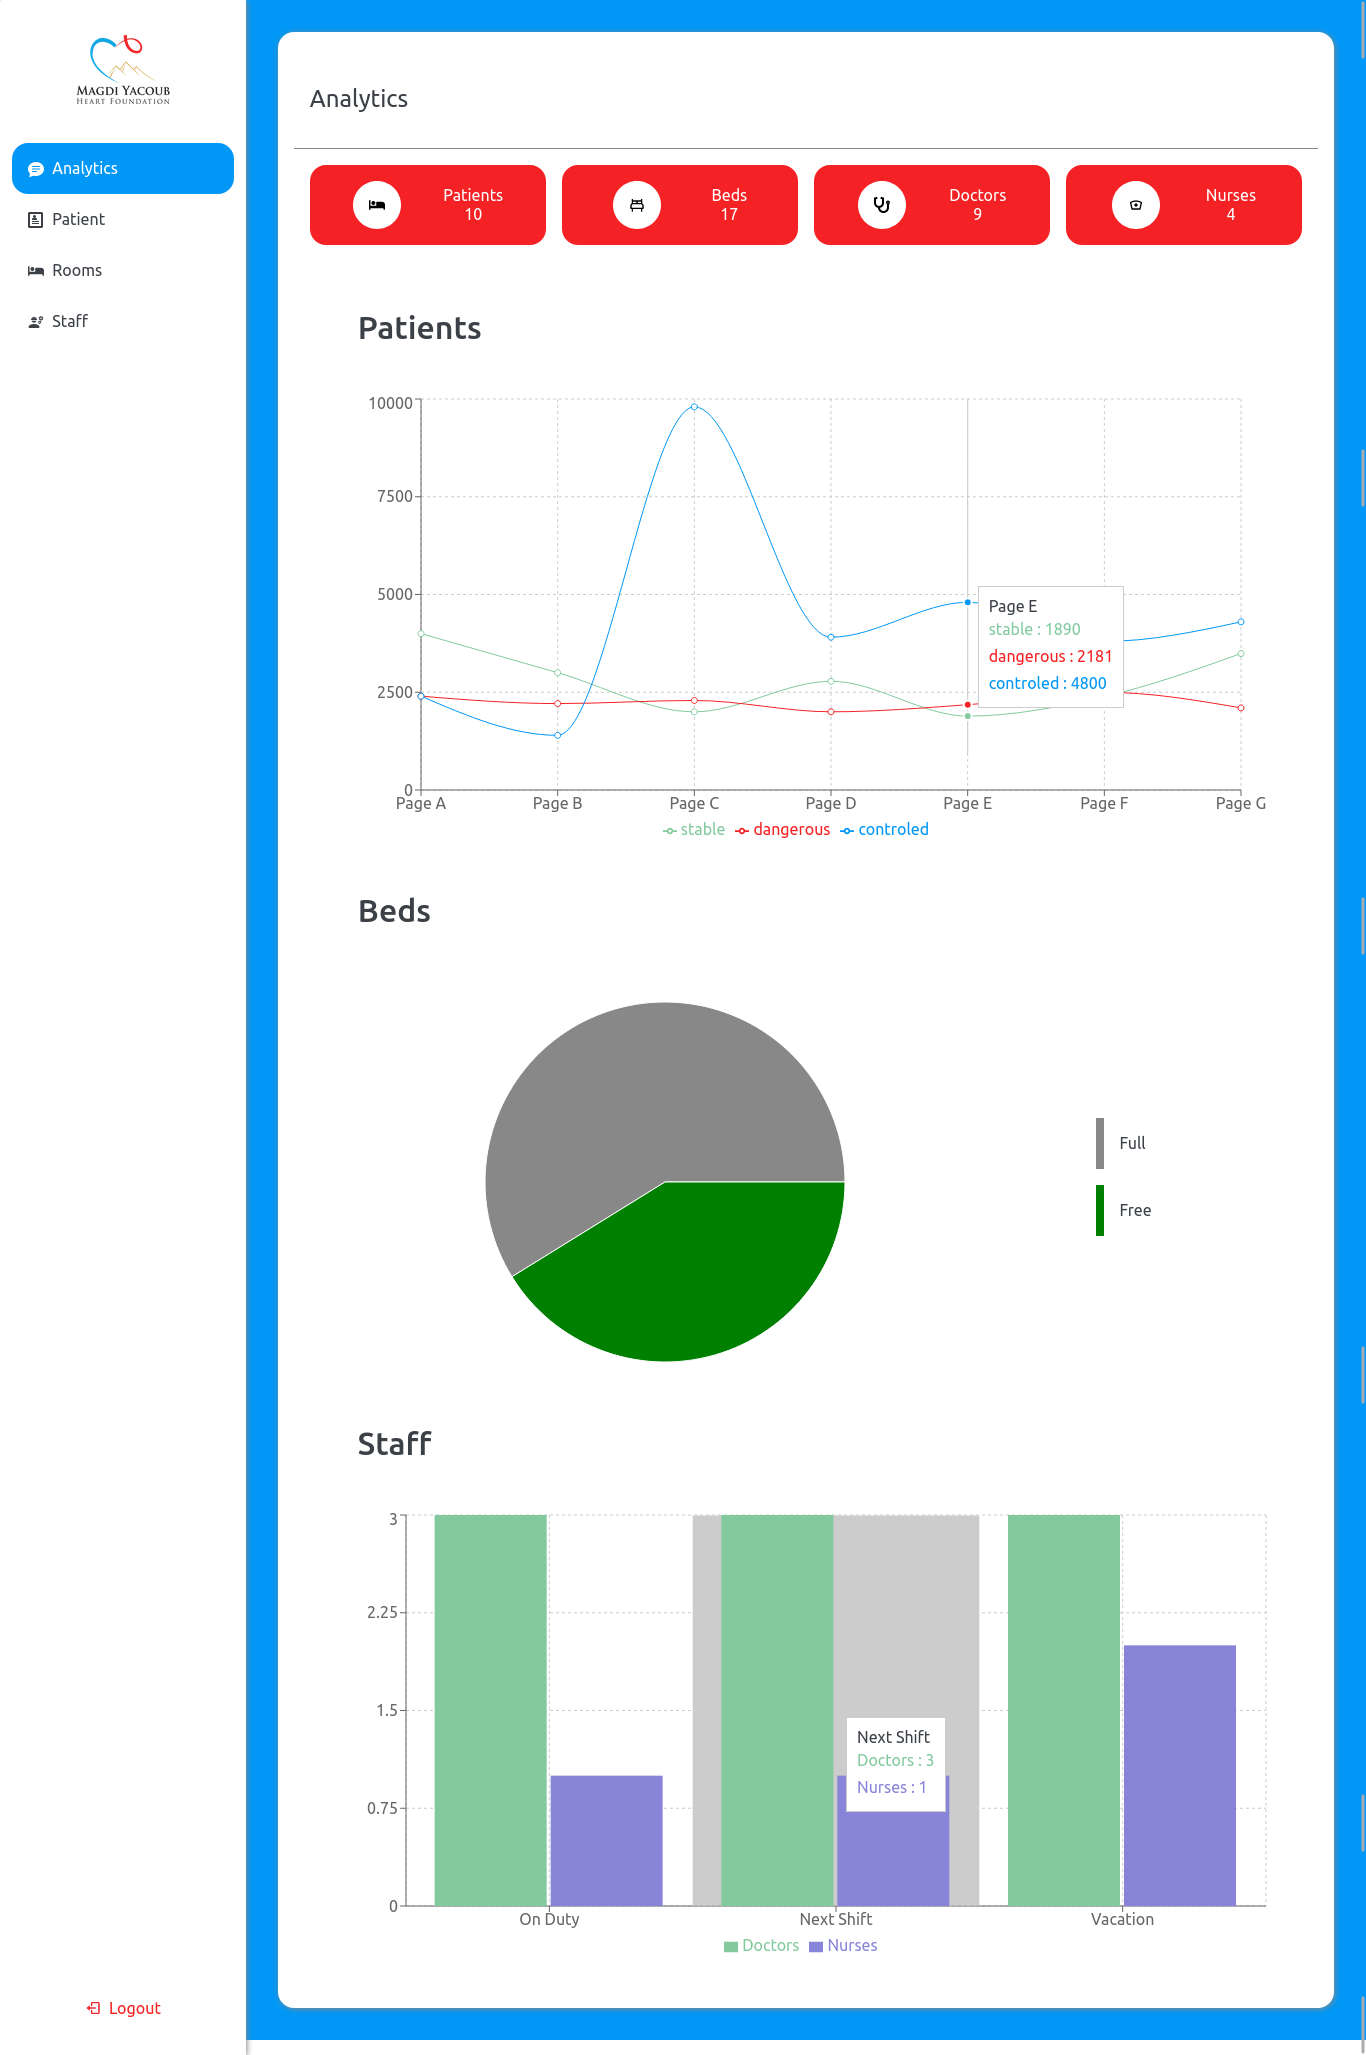 MAGDI YACOUB
HEART FOUNDATION
Analytics
Patient
Rooms
Staff
Logout
Analytics
Patients
10
Beds
17
Doctors
9
Nurses
4
Patients
10000
7500
5000
2500
0
Page A Page B Page C Page D Page E Page F Page G
Page E
stable : 1890
dangerous : 2181
controled : 4800
stable dangerous controled
Beds
Full
Free
Staff
3
2.25
1.5
0.75
0
Next Shift
Doctors : 3
Nurses : 1
On Duty Next Shift Vacation
Doctors Nurses